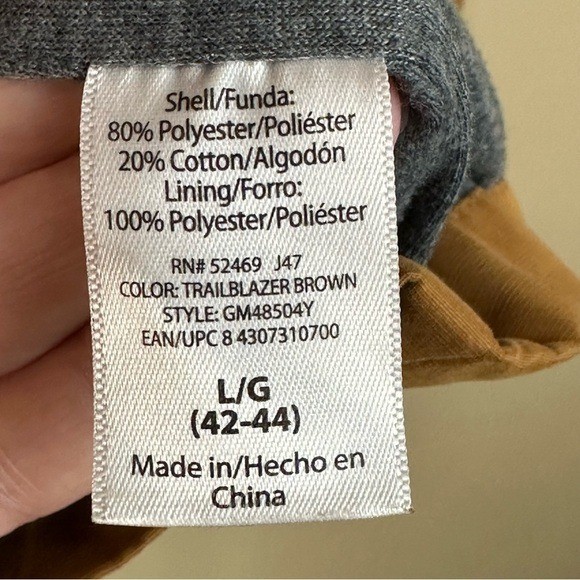 Shell/Funda:
80% Polyester/Poliéster
20% Cotton/Algodón
Lining/Forro:
100% Polyester/Poliéster
RN# 52469 J47
COLOR: TRAILBLAZER BROWN
STYLE: GM48504Y
EAN/UPC 8 4307310700
L/G
(42-44)
Made in/Hecho en
China